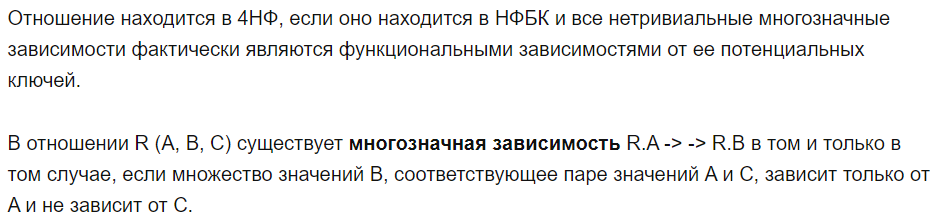 Отношение находится в 4НФ, если оно находится в НФБК и все нетривиальные многозначные
зависимости фактически являются функциональными зависимостями от ее потенциальных
ключей.
В отношении R (A, B, C) существует многозначная зависимость R.A -> -> R.B в том и только в
том случае, если множество значений B, соответствующее паре значений A и C, зависит только от
A и не зависит от C.